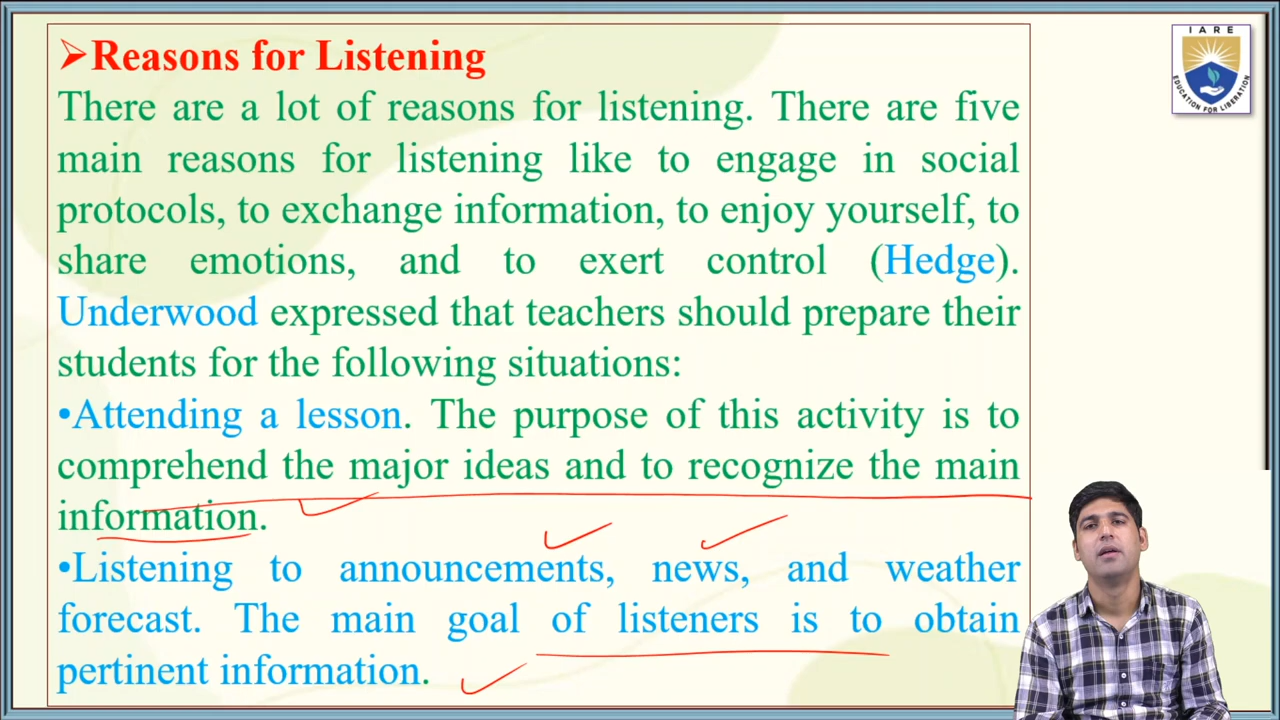 ➢Reasons for Listening
There are a lot of reasons for listening. There are five
main reasons for listening like to engage in social
protocols, to exchange information, to enjoy yourself, to
share emotions, and to exert control (Hedge).
Underwood expressed that teachers should prepare their
students for the following situations:
•Attending a lesson. The purpose of this activity is to
comprehend the major ideas and to recognize the main
information.
•Listening to announcements, news, and weather
forecast. The main goal of listeners is to obtain
pertinent information.
IARE
EDUCATION FOR LIBERATION